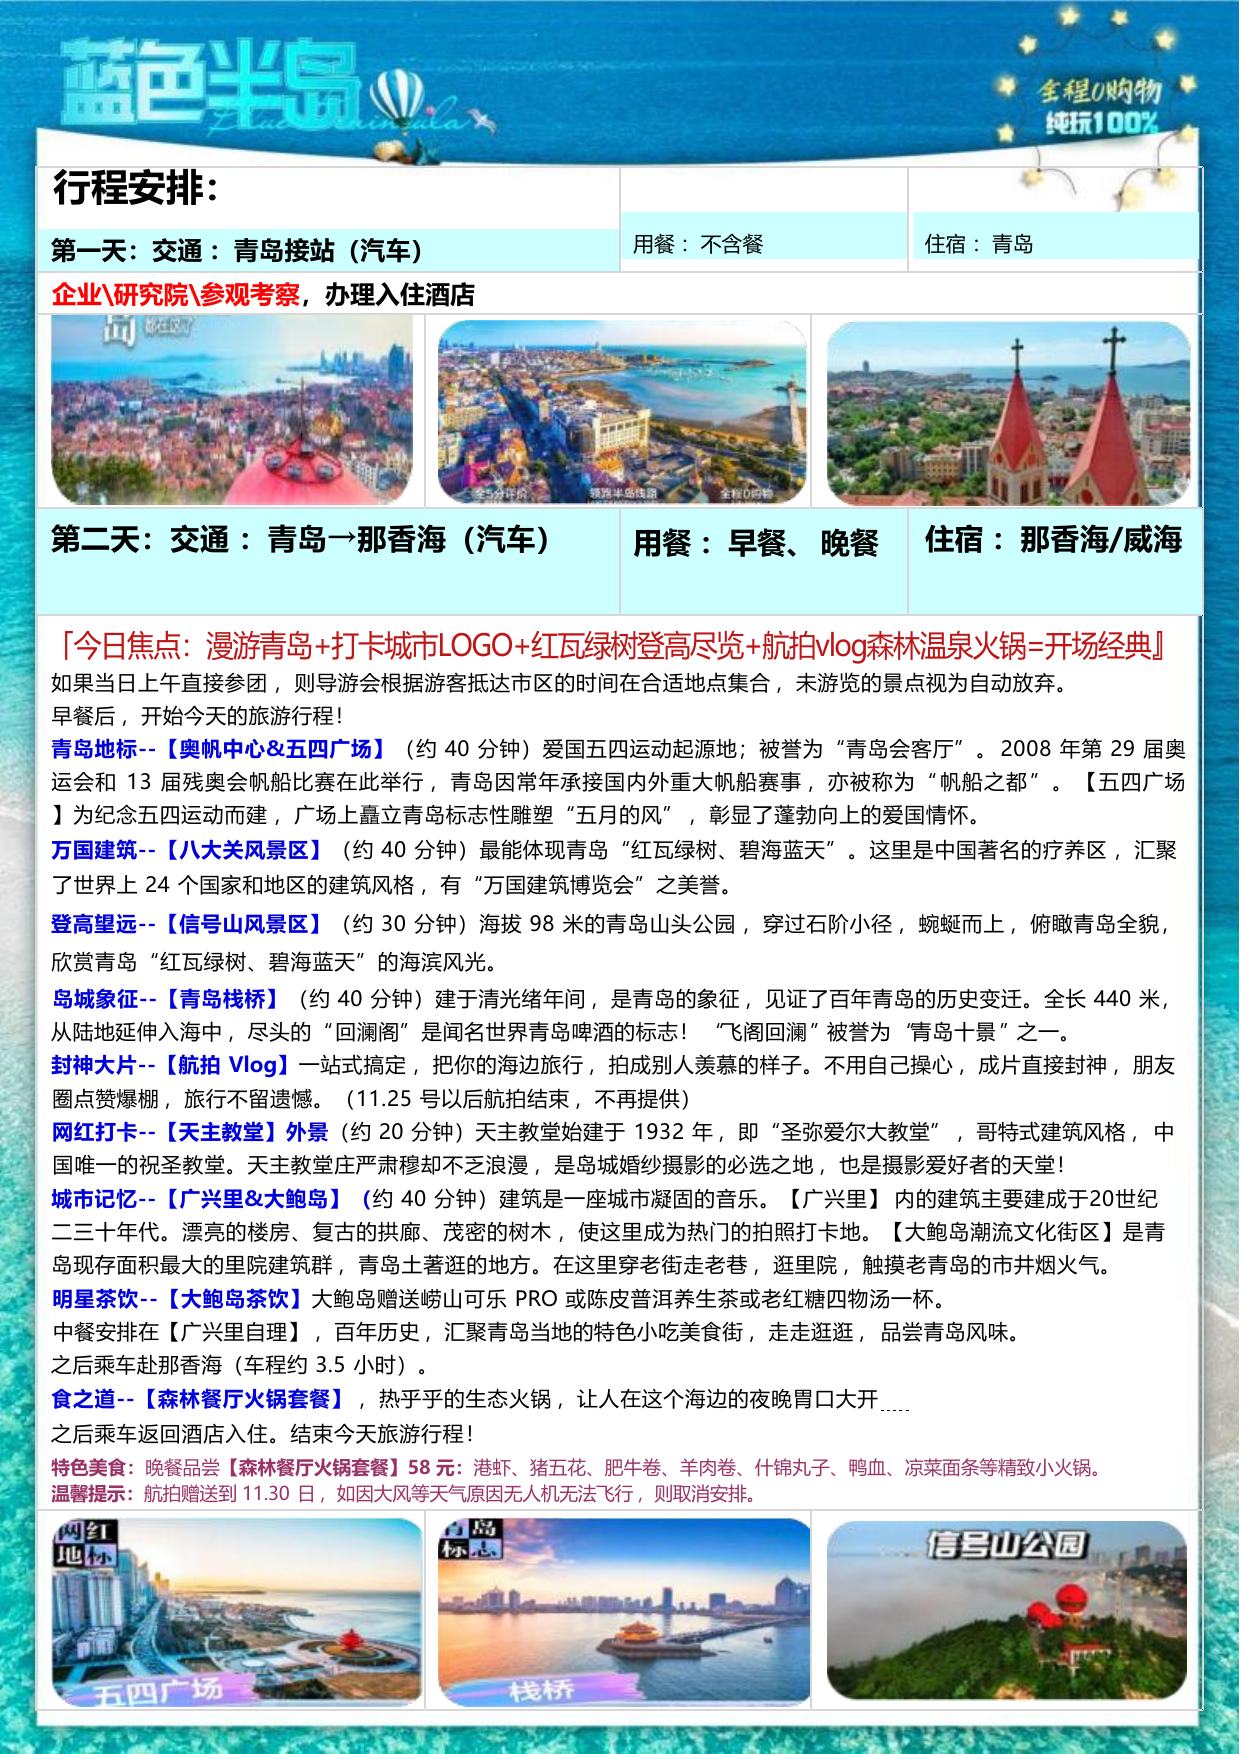 蓝色半岛
全程0购物
纯玩100%
行程安排：
第一天：交通 ：青岛接站（汽车）
用餐 ：不含餐
住宿 ：青岛
企业\研究院\参观考察，办理入住酒店
岛
都在这了
全5分评价 领跑半岛线路 全程0购物
第二天：交通 ：青岛→那香海（汽车）
用餐 ：早餐、 晚餐
住宿 ：那香海/威海
「今日焦点：漫游青岛+打卡城市LOGO+红瓦绿树登高尽览+航拍vlog森林温泉火锅=开场经典』
如果当日上午直接参团 ，则导游会根据游客抵达市区的时间在合适地点集合 ，未游览的景点视为自动放弃。
早餐后 ，开始今天的旅游行程！
青岛地标--【奥帆中心&五四广场】（约 40 分钟）爱国五四运动起源地；被誉为“青岛会客厅” 。2008 年第 29 届奥
运会和 13 届残奥会帆船比赛在此举行 ，青岛因常年承接国内外重大帆船赛事 ，亦被称为“帆船之都” 。【五四广场
】为纪念五四运动而建 ，广场上矗立青岛标志性雕塑“五月的风” ，彰显了蓬勃向上的爱国情怀。
万国建筑--【八大关风景区】（约 40 分钟）最能体现青岛“红瓦绿树、碧海蓝天” 。这里是中国著名的疗养区 ，汇聚
了世界上 24 个国家和地区的建筑风格 ，有“万国建筑博览会”之美誉。
登高望远--【信号山风景区】（约 30 分钟）海拔 98 米的青岛山头公园 ，穿过石阶小径 ，蜿蜒而上 ，俯瞰青岛全貌，
欣赏青岛“红瓦绿树、碧海蓝天”的海滨风光。
岛城象征--【青岛栈桥】（约 40 分钟）建于清光绪年间 ，是青岛的象征 ，见证了百年青岛的历史变迁。全长 440 米，
从陆地延伸入海中 ，尽头的“回澜阁”是闻名世界青岛啤酒的标志！ “飞阁回澜”被誉为“青岛十景”之一。
封神大片--【航拍 Vlog】一站式搞定 ，把你的海边旅行 ，拍成别人羡慕的样子。不用自己操心 ，成片直接封神 ，朋友
圈点赞爆棚 ，旅行不留遗憾。（11.25 号以后航拍结束 ，不再提供）
网红打卡--【天主教堂】外景（约 20 分钟）天主教堂始建于 1932 年 ，即“圣弥爱尔大教堂” ，哥特式建筑风格 ，中
国唯一的祝圣教堂。天主教堂庄严肃穆却不乏浪漫 ，是岛城婚纱摄影的必选之地 ，也是摄影爱好者的天堂！
城市记忆--【广兴里&大鲍岛】（约 40 分钟）建筑是一座城市凝固的音乐。【广兴里】 内的建筑主要建成于20世纪
二三十年代。漂亮的楼房、复古的拱廊、茂密的树木 ，使这里成为热门的拍照打卡地。【大鲍岛潮流文化街区】是青
岛现存面积最大的里院建筑群 ，青岛土著逛的地方。在这里穿老街走老巷 ，逛里院 ，触摸老青岛的市井烟火气。
明星茶饮--【大鲍岛茶饮】大鲍岛赠送崂山可乐 PRO 或陈皮普洱养生茶或老红糖四物汤一杯。
中餐安排在【广兴里自理】 ，百年历史 ，汇聚青岛当地的特色小吃美食街 ，走走逛逛 ，品尝青岛风味。
之后乘车赴那香海（车程约 3.5 小时）。
食之道--【森林餐厅火锅套餐】 ，热乎乎的生态火锅 ，让人在这个海边的夜晚胃口大开
之后乘车返回酒店入住。结束今天旅游行程！
特色美食：晚餐品尝【森林餐厅火锅套餐】58 元：港虾、猪五花、肥牛卷、羊肉卷、什锦丸子、鸭血、凉菜面条等精致小火锅。
温馨提示：航拍赠送到 11.30 日 ，如因大风等天气原因无人机无法飞行 ，则取消安排。
网红地标
五四广场
青岛标志
栈桥
信号山公园